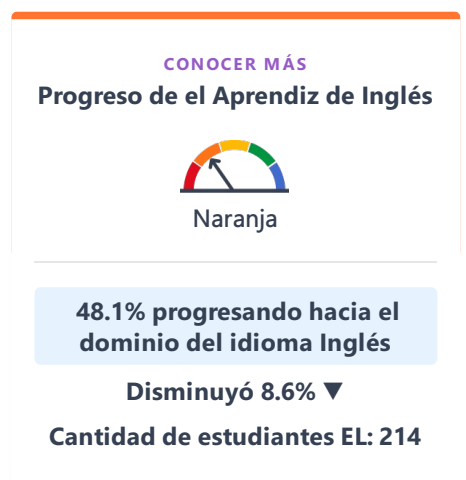 CONOCER MÁS
Progreso de el Aprendiz de Inglés
Naranja
48.1% progresando hacia el
dominio del idioma Inglés
Disminuyó 8.6% ▼
Cantidad de estudiantes EL: 214